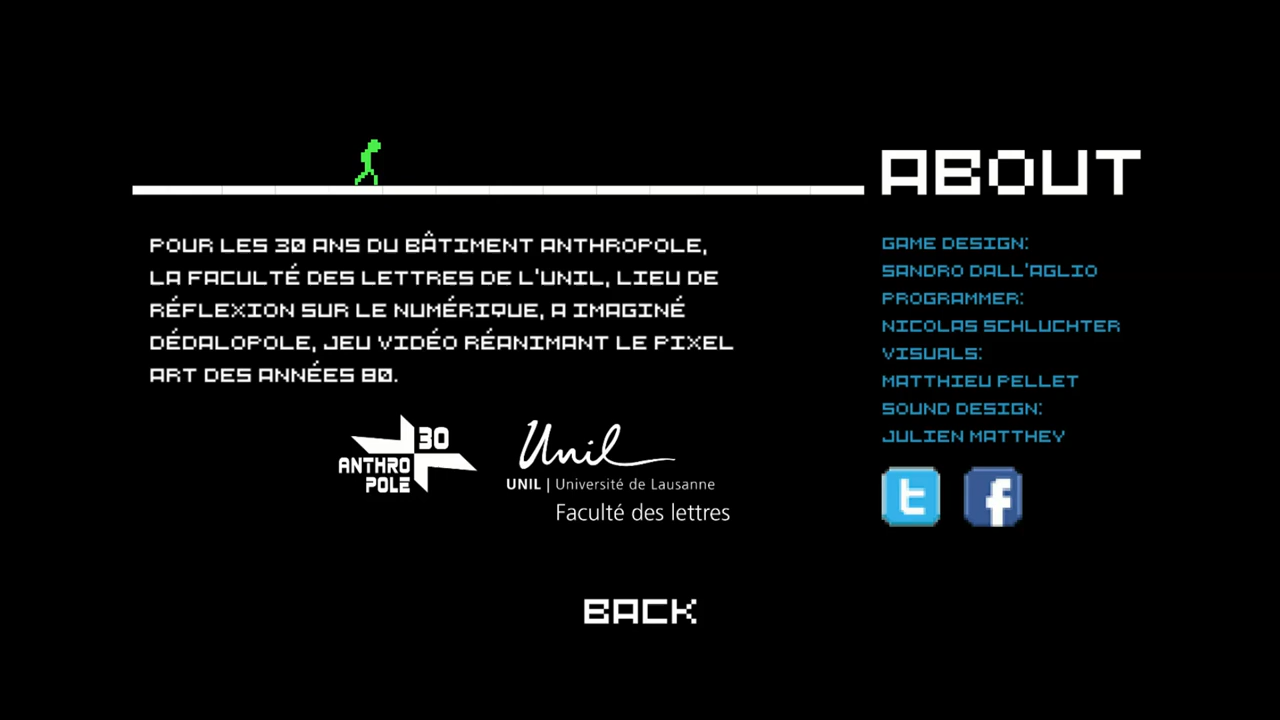 ABOUT
POUR LES 30 ANS DU BÂTIMENT ANTHROPOLE,
LA FACULTÉ DES LETTRES DE L'UNIL, LIEU DE
RÉFLEXION SUR LE NUMÉRIQUE, A IMAGINÉ
DÉDALOPOLE, JEU VIDÉO RÉANIMANT LE PIXEL
ART DES ANNÉES 80.
30
ANTHRO
POLE
Unil
UNIL | Université de Lausanne
Faculté des lettres
GAME DESIGN:
SANDRO DALL'AGLIO
PROGRAMMER:
NICOLAS SCHLUCHTER
VISUALS:
MATTHIEU PELLET
SOUND DESIGN:
JULIEN MATTHEY
t f
BACK